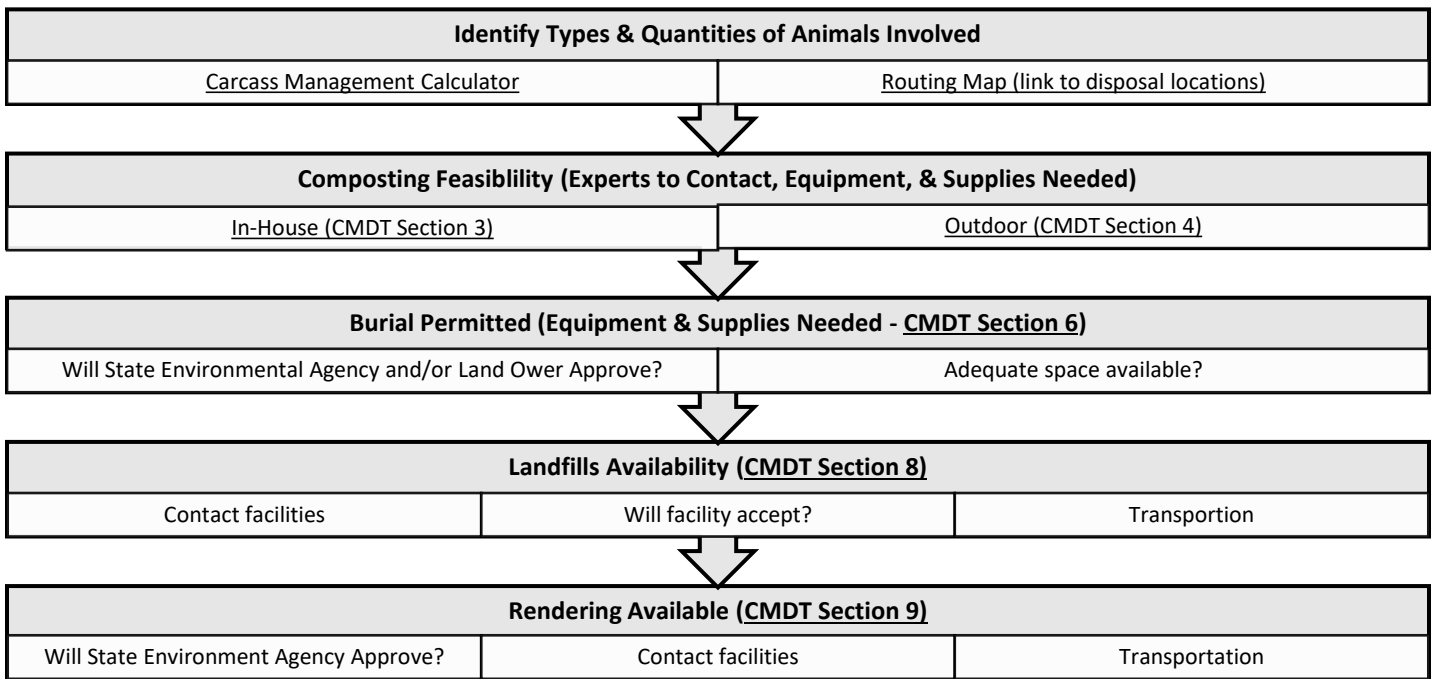 Identify Types & Quantities of Animals Involved
Carcass Management Calculator
Routing Map (link to disposal locations)
Composting Feasiblility (Experts to Contact, Equipment, & Supplies Needed)
In-House (CMDT Section 3)
Outdoor (CMDT Section 4)
Burial Permitted (Equipment & Supplies Needed - CMDT Section 6)
Will State Environmental Agency and/or Land Ower Approve?
Adequate space available?
Landfills Availability (CMDT Section 8)
Contact facilities
Will facility accept?
Transportion
Rendering Available (CMDT Section 9)
Will State Environment Agency Approve?
Contact facilities
Transportation